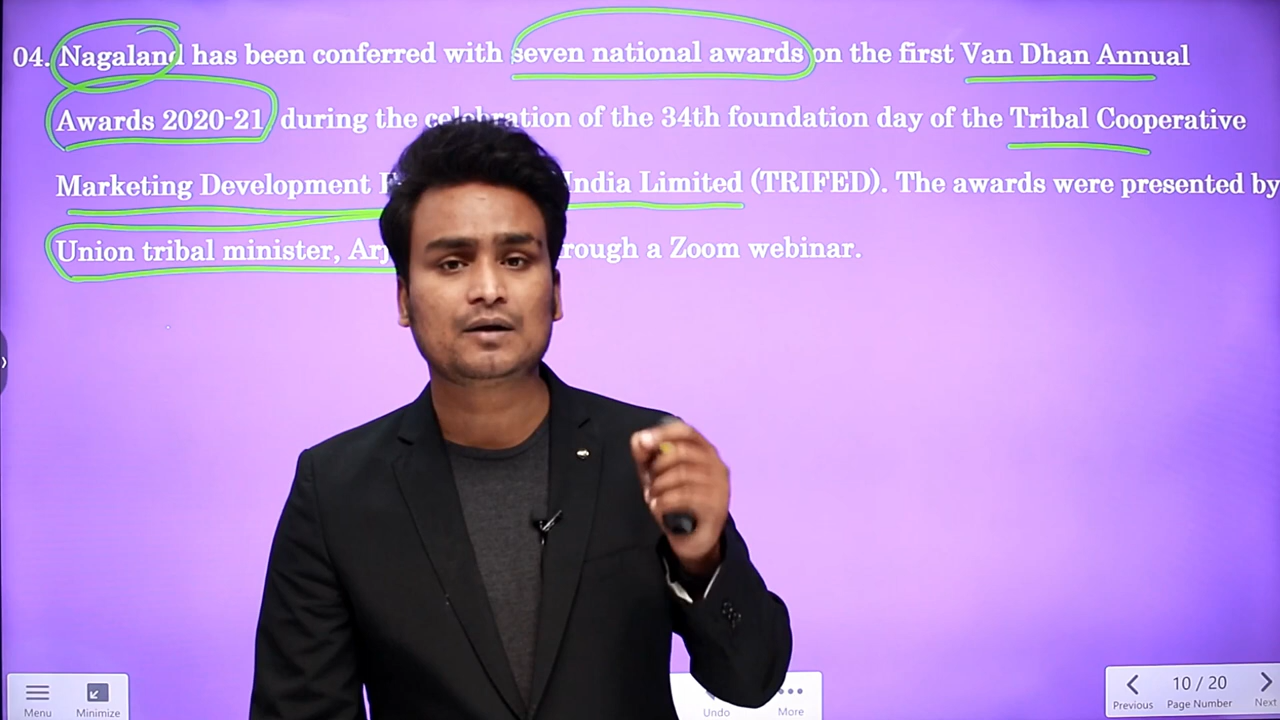 04. Nagaland has been conferred with seven national awards on the first Van Dhan Annual
Awards 2020-21 during the celebration of the 34th foundation day of the Tribal Cooperative
Marketing Development India Limited (TRIFED). The awards were presented by
Union tribal minister, through a Zoom webinar.
Menu
Minimize
Undo
More
Previous
10 / 20
Page Number
Next